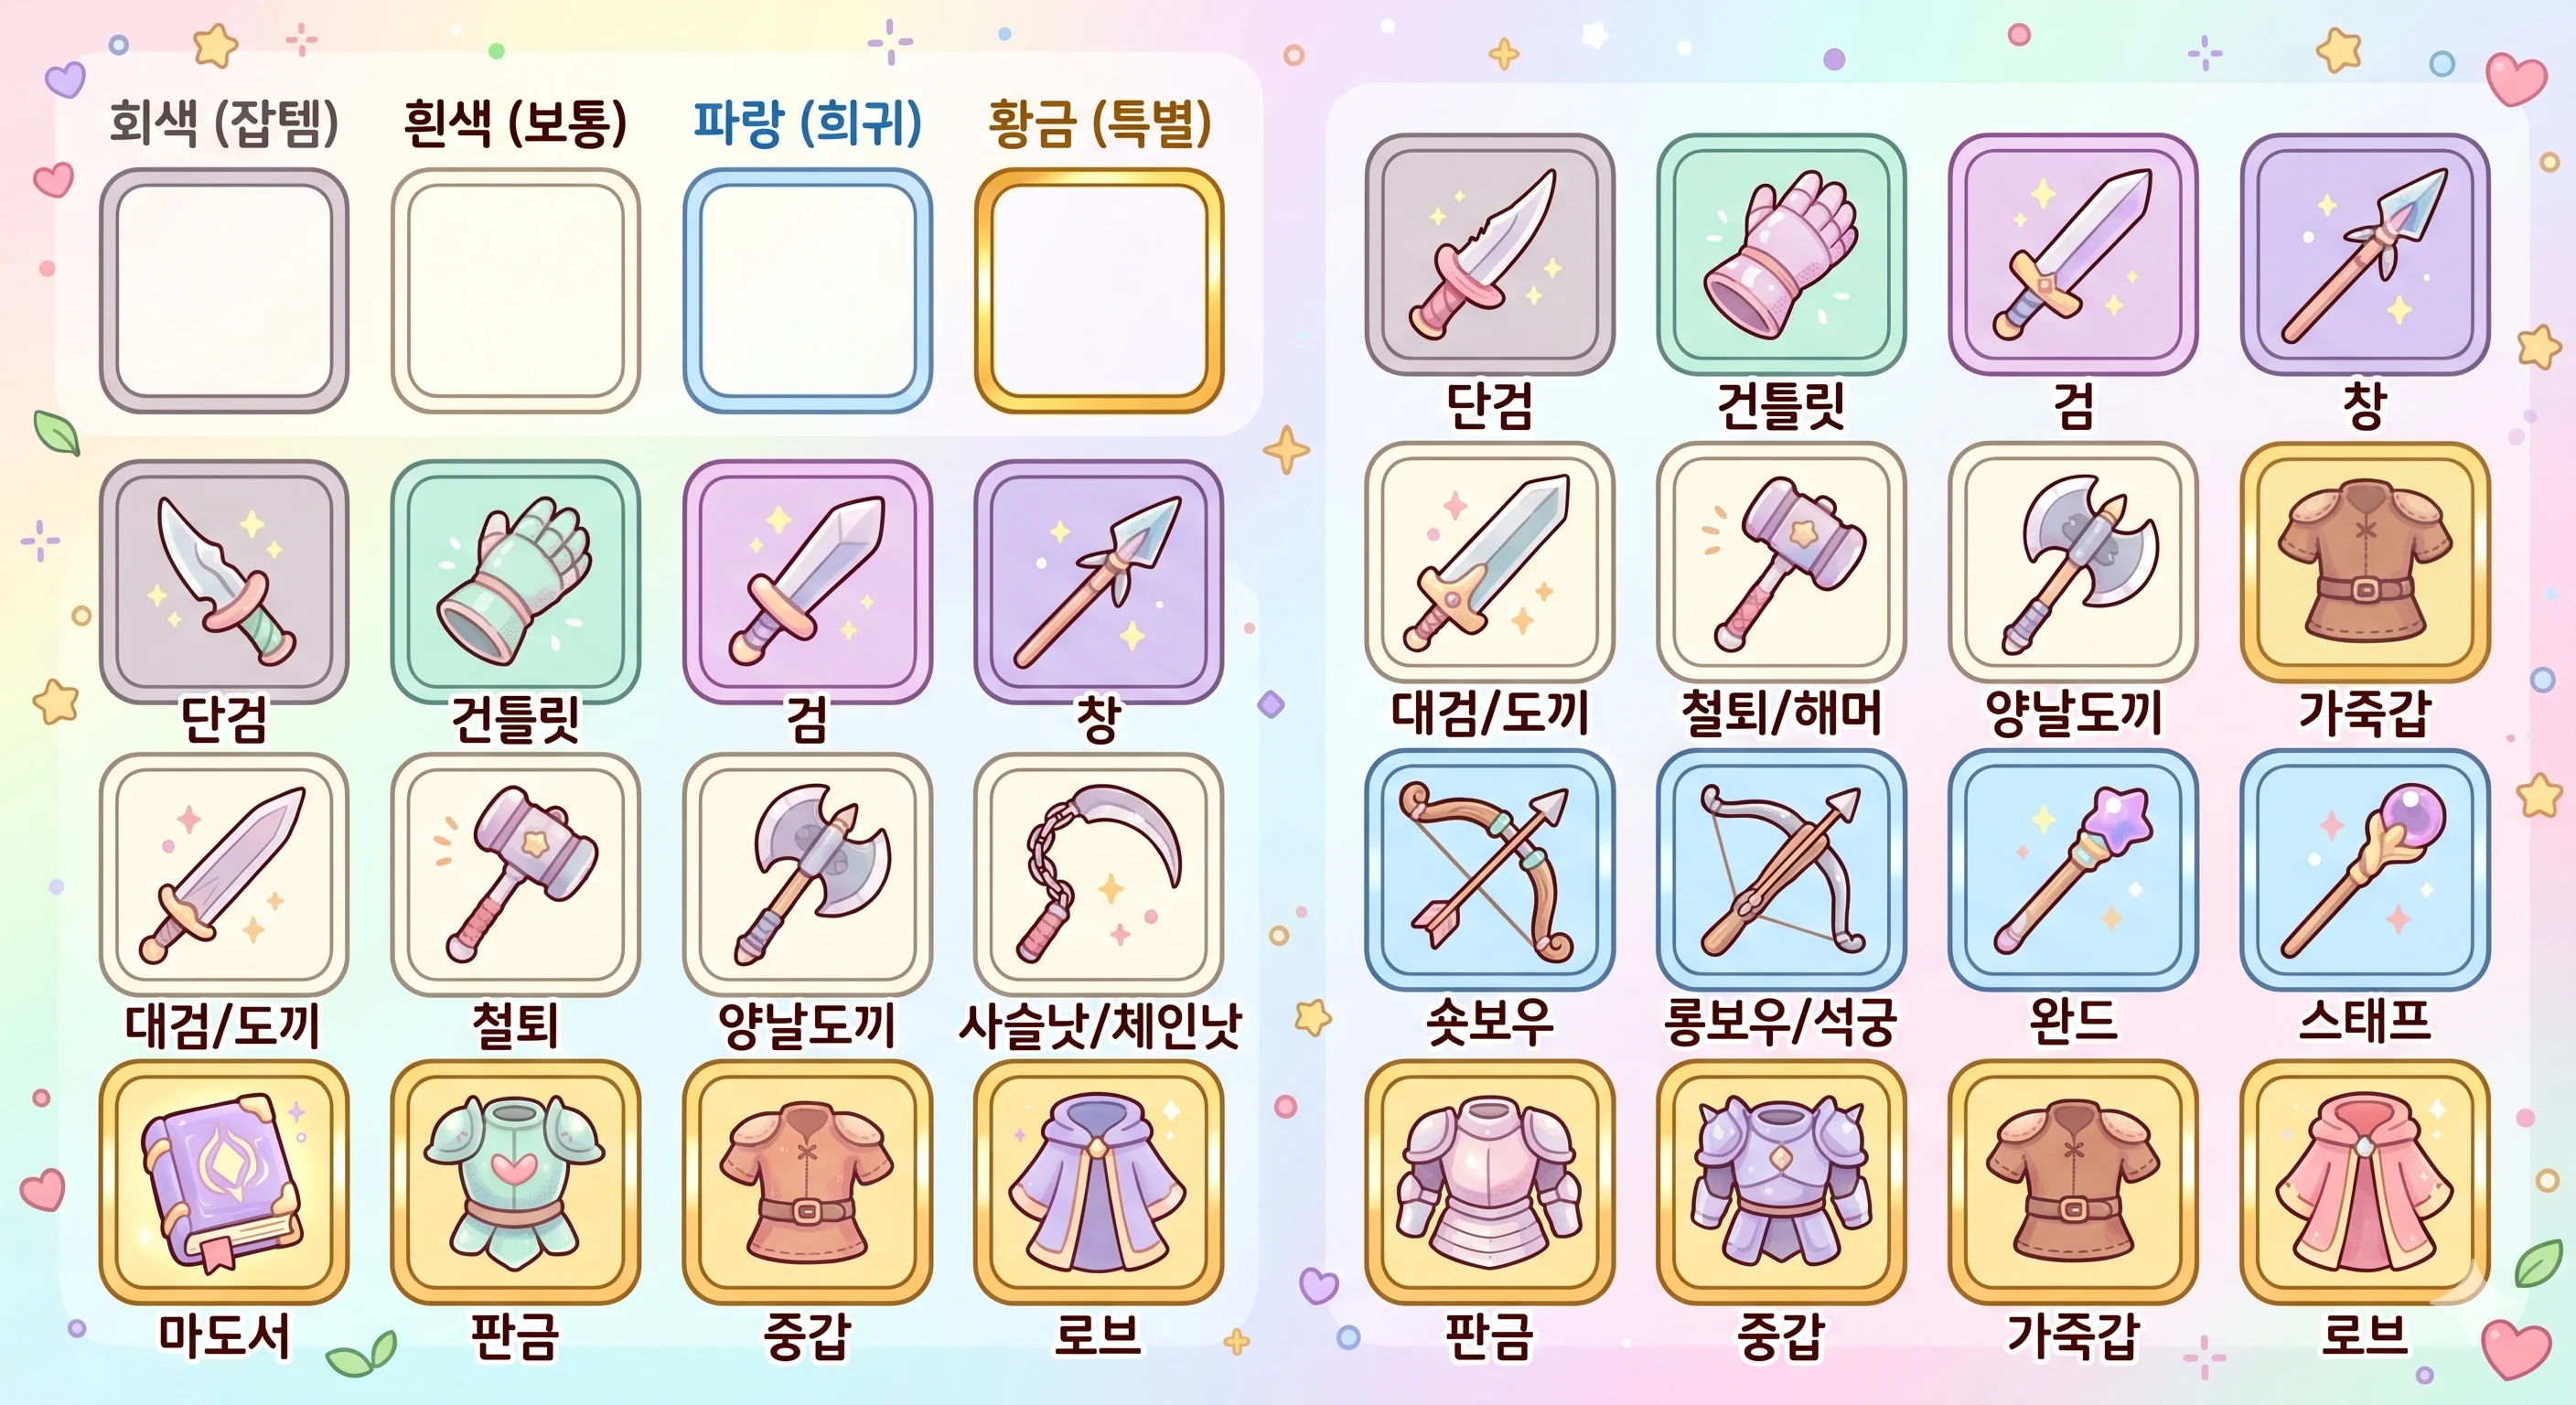 회색 (잡템) 흰색 (보통) 파랑 (희귀) 황금 (특별)
단검 건틀릿 검 창
대검/도끼 철퇴 양날도끼 사슬낫/체인낫
마도서 판금 중갑 로브
단검 건틀릿 검 창
대검/도끼 철퇴/해머 양날도끼 가죽갑
숏보우 롱보우/석궁 완드 스태프
판금 중갑 가죽갑 로브